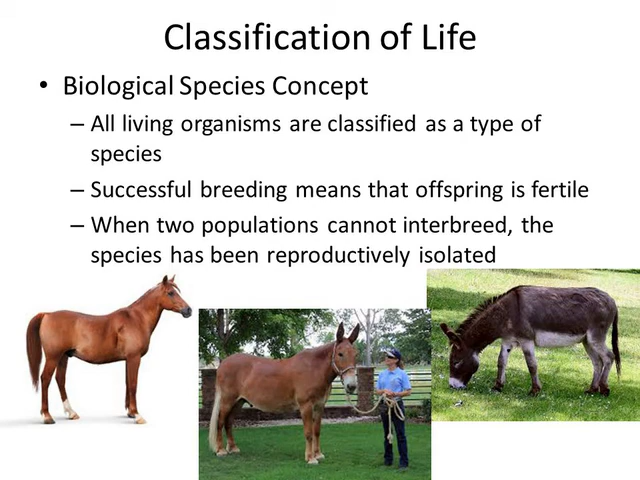 Classification of Life
• Biological Species Concept
– All living organisms are classified as a type of
species
– Successful breeding means that offspring is fertile
– When two populations cannot interbreed, the
species has been reproductively isolated